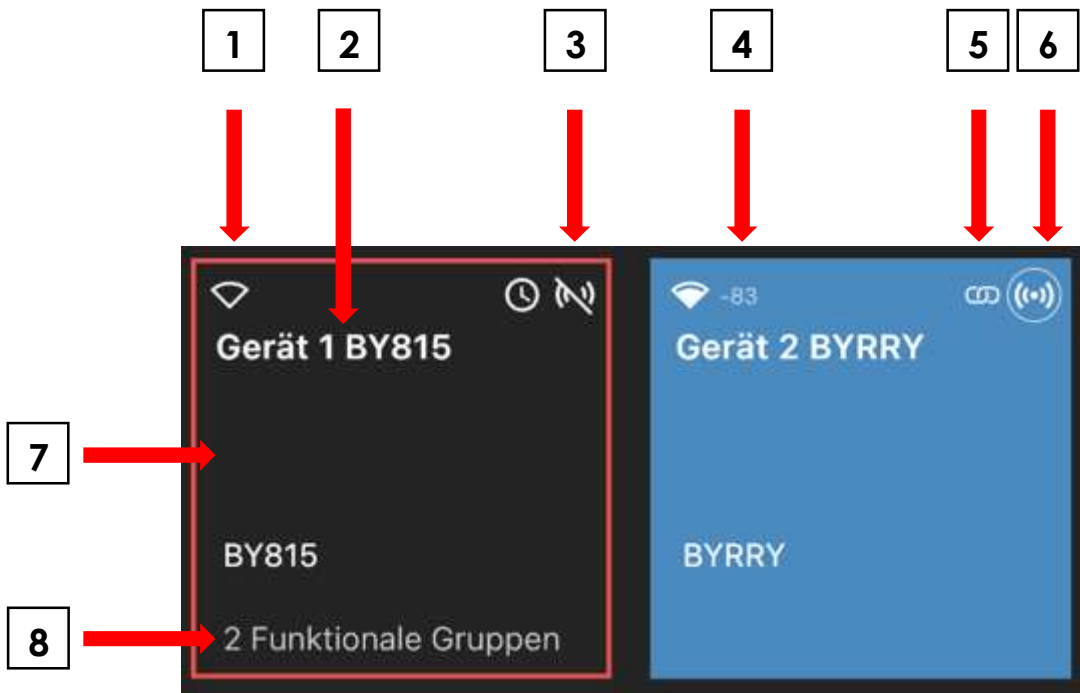 1 2 3 4 5 6
-83
Gerät 1 BY815 Gerät 2 BYRRY
7
BY815 BYRRY
8 2 Funktionale Gruppen